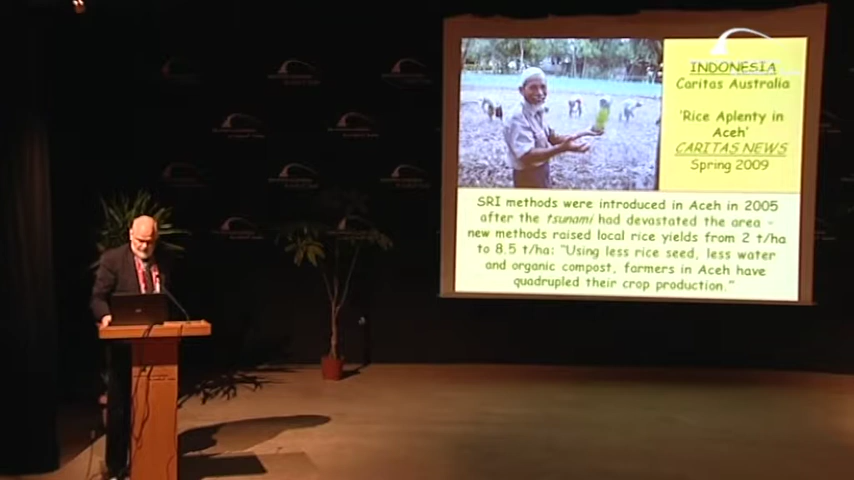 INDONESIA
Caritas Australia
'Rice Aplenty in
Aceh'
CARITAS NEWS
Spring 2009
SRI methods were introduced in Aceh in 2005
after the tsunami had devastated the area -
new methods raised local rice yields from 2 t/ha
to 8.5 t/ha: "Using less rice seed, less water
and organic compost, farmers in Aceh have
quadrupled their crop production."